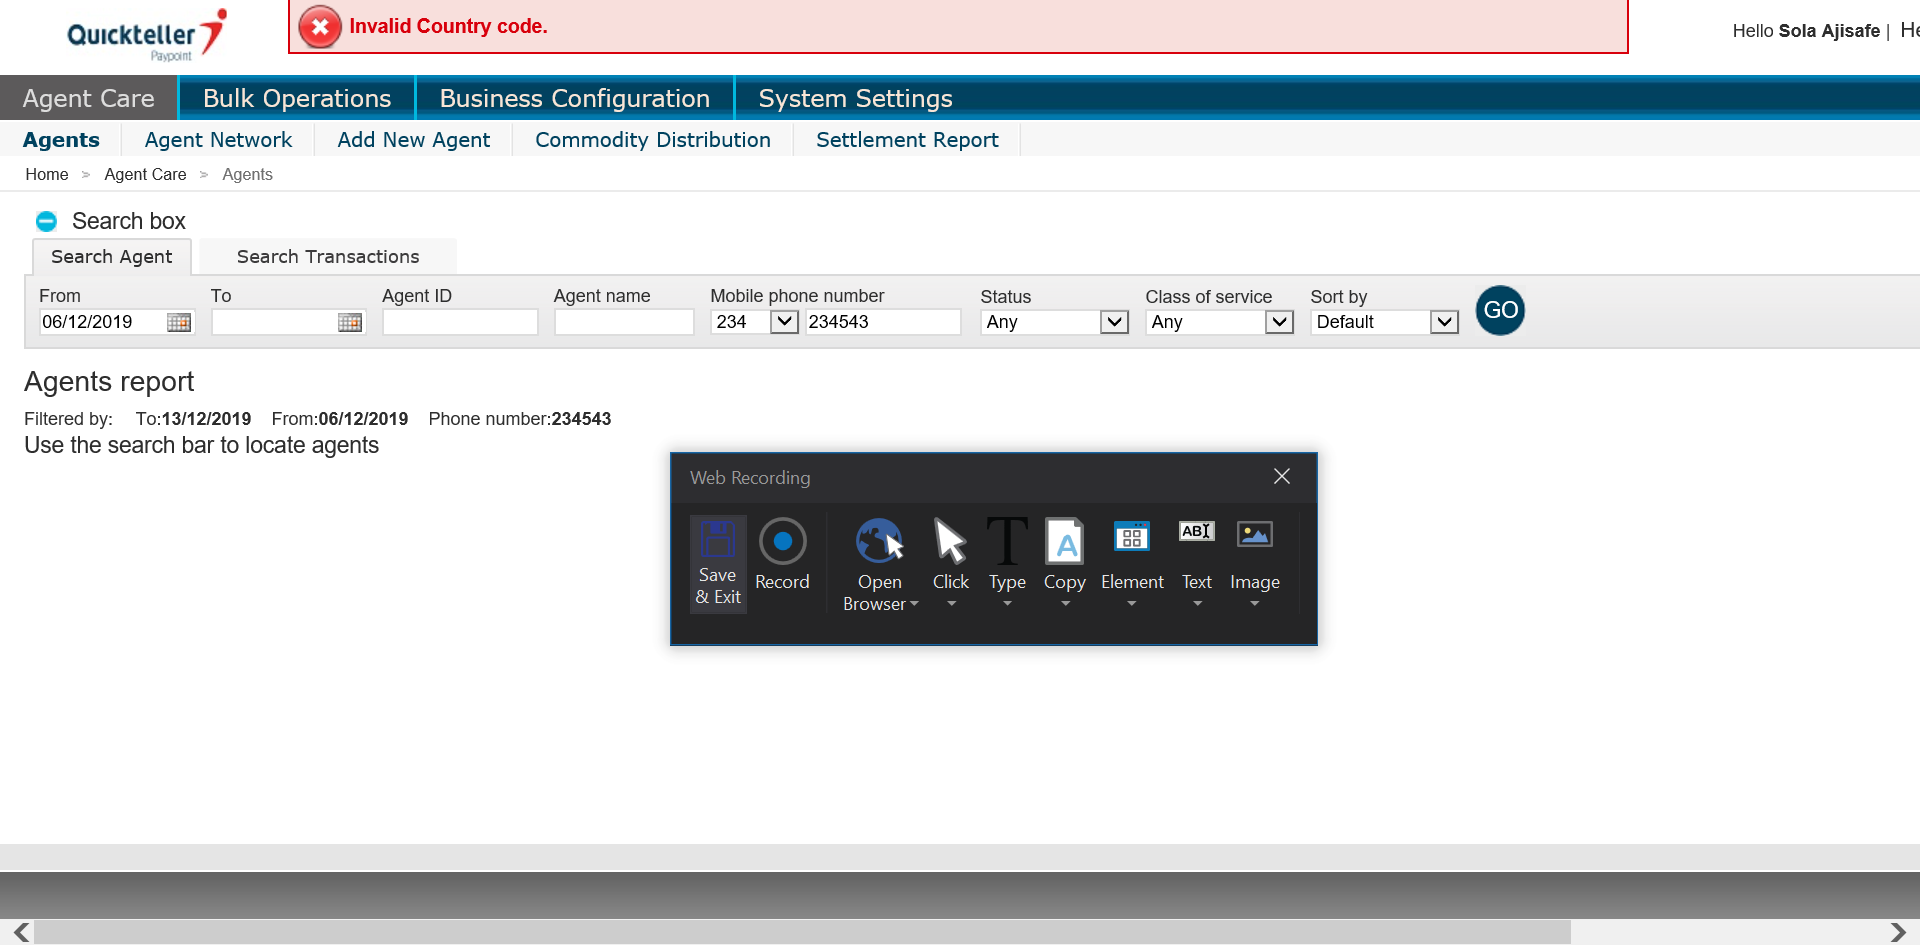 Quickteller
Paypoint
Invalid Country code.
Hello Sola Ajisafe | He
Agent Care Bulk Operations Business Configuration System Settings
Agents Agent Network Add New Agent Commodity Distribution Settlement Report
Home > Agent Care > Agents
Search box
Search Agent Search Transactions
From To Agent ID Agent name Mobile phone number Status Class of service Sort by
06/12/2019 234 234543 Any Any Default GO
Agents report
Filtered by: To:13/12/2019 From:06/12/2019 Phone number:234543
Use the search bar to locate agents
Web Recording
Save & Exit
Record
Open Browser
Click
Type
Copy
Element
Text
Image